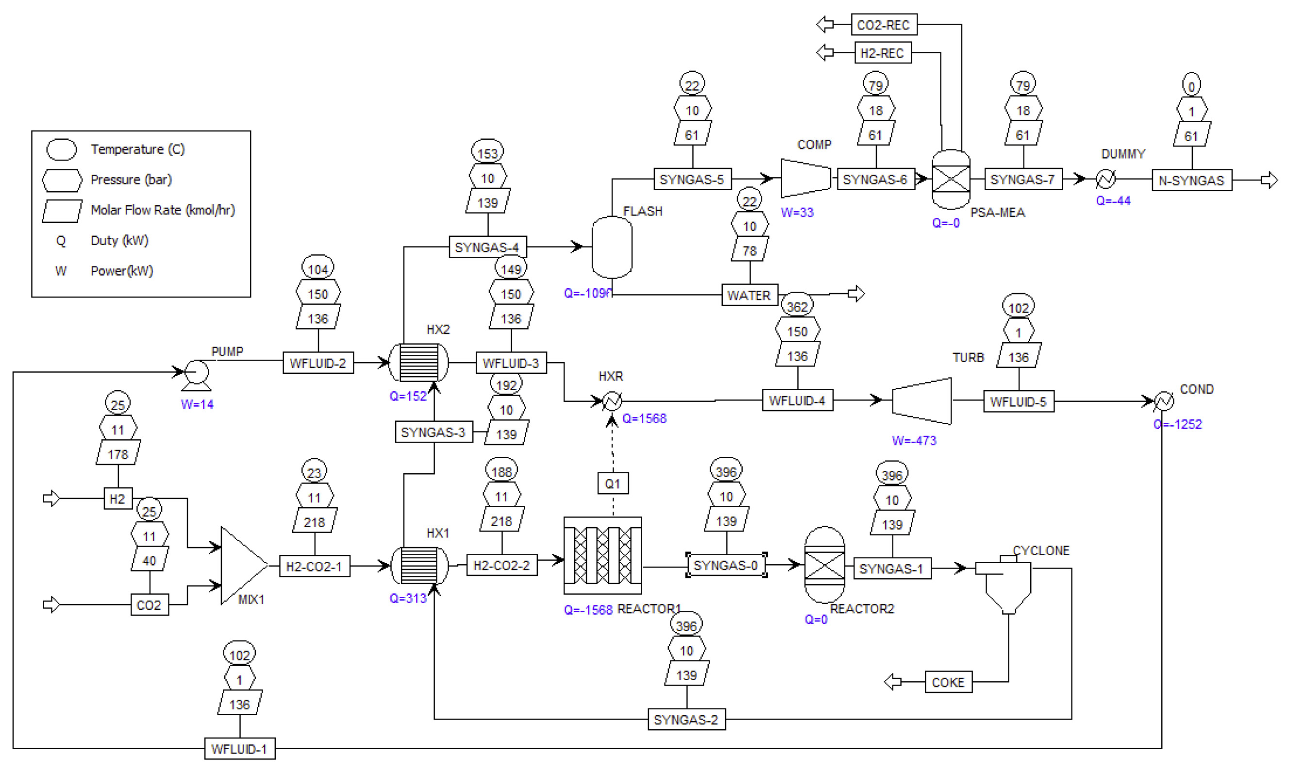 Temperature (C)
Pressure (bar)
Molar Flow Rate (kmol/hr)
Q Duty (kW)
W Power(kW)
CO2-REC
H2-REC
22
10
61
SYNGAS-5
COMP
W=33
79
18
61
SYNGAS-6
PSA-MEA
Q=-0
79
18
61
SYNGAS-7
DUMMY
Q=-44
0
1
61
N-SYNGAS
153
10
139
SYNGAS-4
FLASH
22
10
78
WATER
104
150
136
PUMP
W=14
WFLUID-2
HX2
Q=152
149
150
136
WFLUID-3
HXR
Q=1568
362
150
136
WFLUID-4
TURB
W=-473
102
1
136
WFLUID-5
COND
Q=-1252
192
10
139
SYNGAS-3
25
11
178
H2
25
11
40
CO2
MIX1
23
11
218
H2-CO2-1
HX1
Q=313
188
11
218
H2-CO2-2
Q1
REACTOR1
Q=-1568
396
10
139
SYNGAS-0
REACTOR2
Q=0
396
10
139
SYNGAS-1
CYCLONE
COKE
396
10
139
SYNGAS-2
102
1
136
WFLUID-1